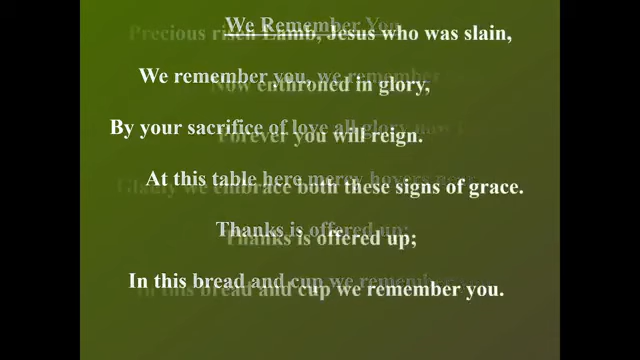 We Remember You
Precious risen Lamb, Jesus who was slain,
We remember you, we remember
Now enthroned in glory,
By your sacrifice of love all glory now
Forever you will reign.
At this table here mercy hovers near
Gladly we embrace both these signs of grace.
Thanks is offered up;
Thanks is offered up;
In this bread and cup we remember
In this bread and cup we remember you.